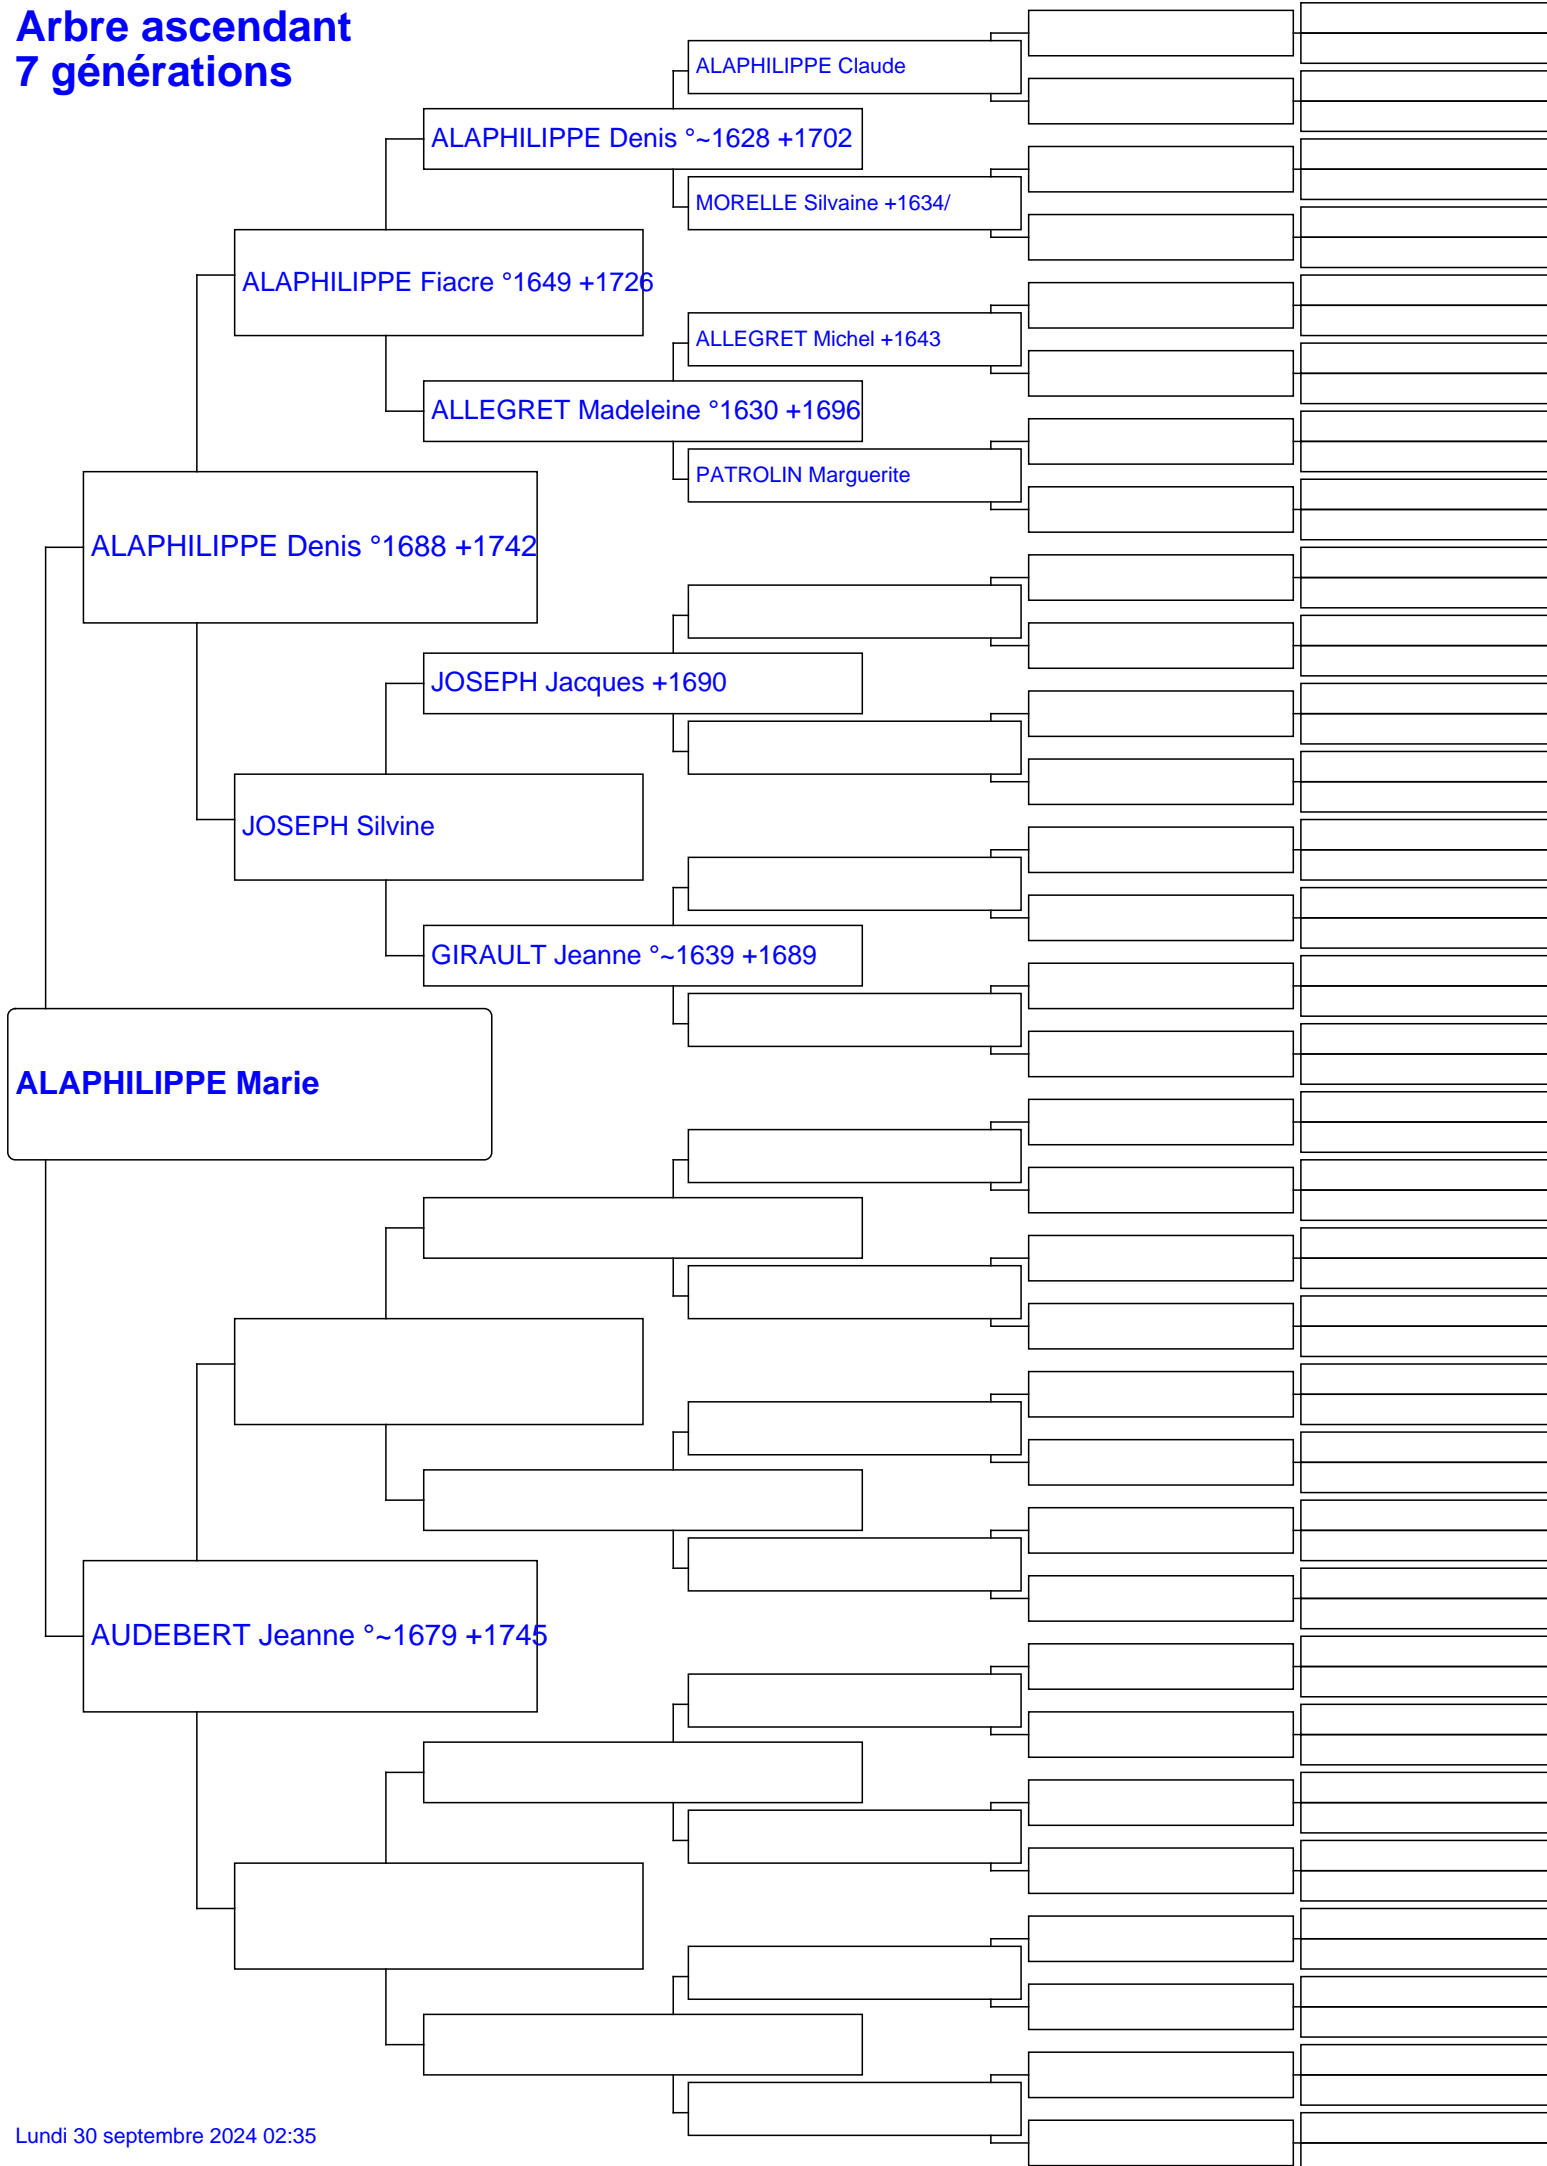 Arbre ascendant
7 générations
ALAPHILIPPE Claude
ALAPHILIPPE Denis °~1628 +1702
MORELLE Silvaine +1634/
ALAPHILIPPE Fiacre °1649 +1726
ALLEGRET Michel +1643
ALLEGRET Madeleine °1630 +1696
PATROLIN Marguerite
ALAPHILIPPE Denis °1688 +1742
JOSEPH Jacques +1690
JOSEPH Silvine
GIRAULT Jeanne °~1639 +1689
ALAPHILIPPE Marie
AUDEBERT Jeanne °~1679 +1745
Lundi 30 septembre 2024 02:35